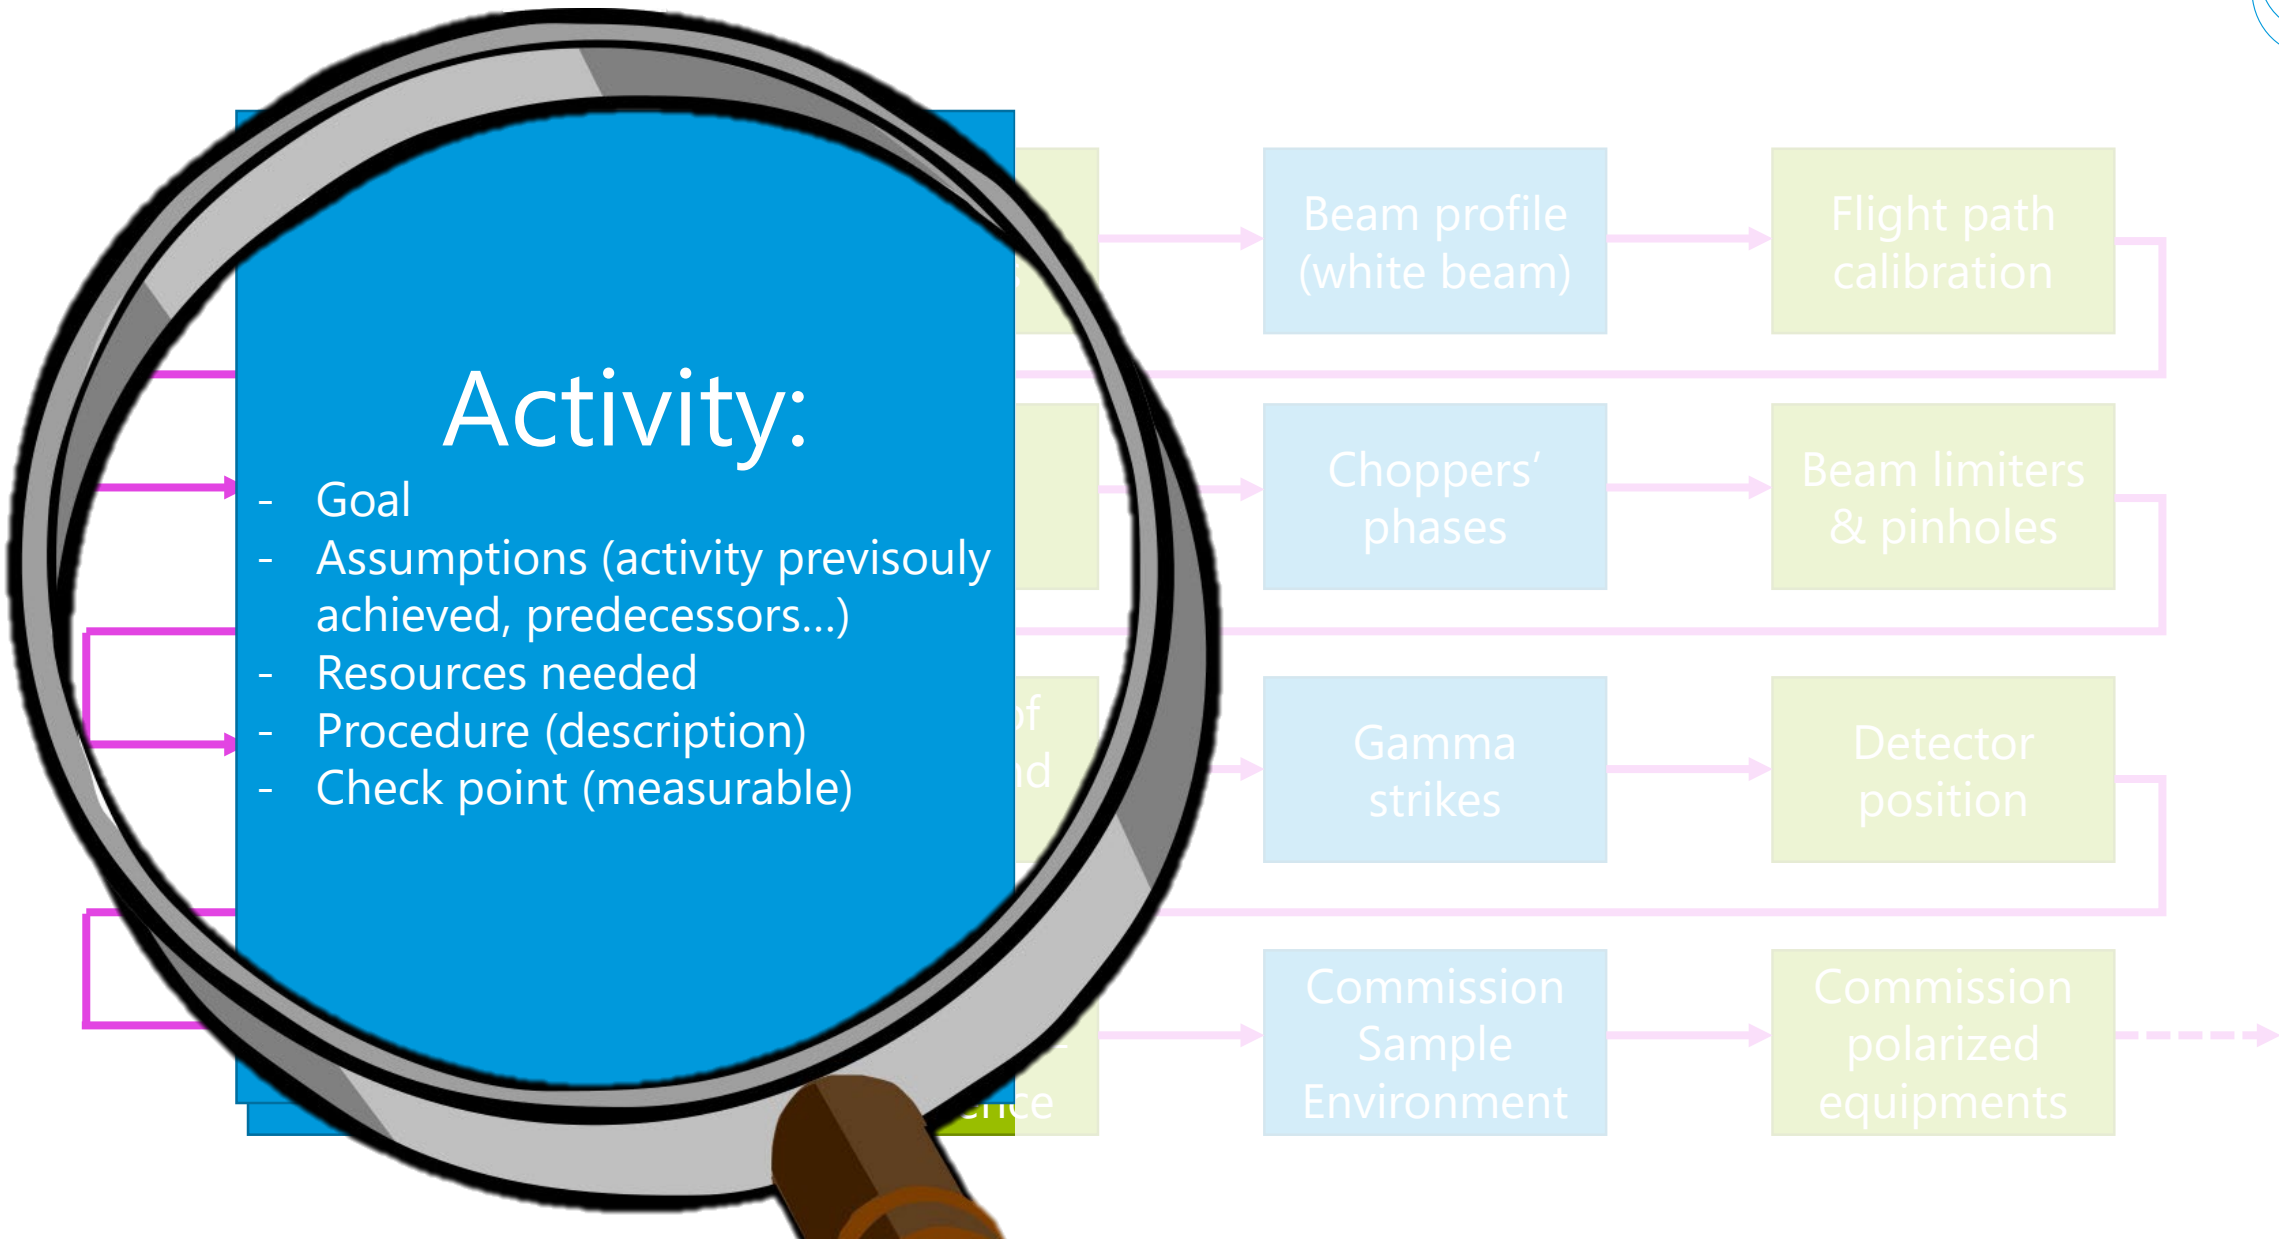 Activity:
- Goal
- Assumptions (activity previsouly
achieved, predecessors...)
- Resources needed
- Procedure (description)
- Check point (measurable)
Beam profile
(white beam)
Flight path
calibration
Choppers’
phases
Beam limiters
& pinholes
of
Gamma
strikes
Detector
position
Commission
Sample
Environment
Commission
polarized
equipments